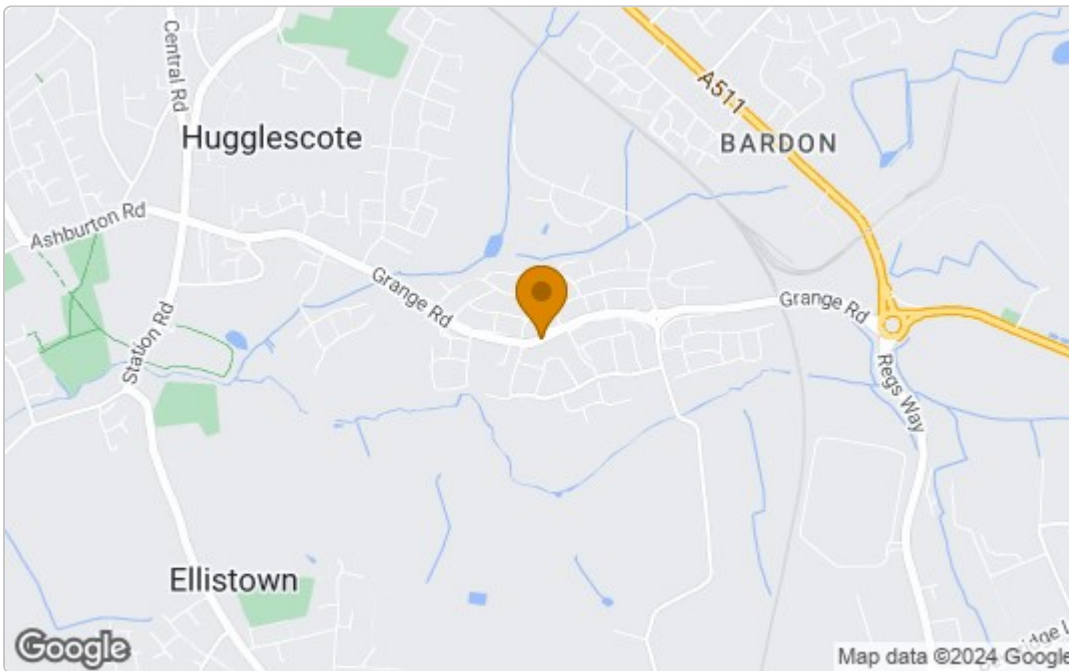 Central Rd
A511
Hugglescote
BARDON
Ashburton Rd
Grange Rd
Grange Rd
Station Rd
Regs Way
Ellistown
Google
Map data ©2024 Google